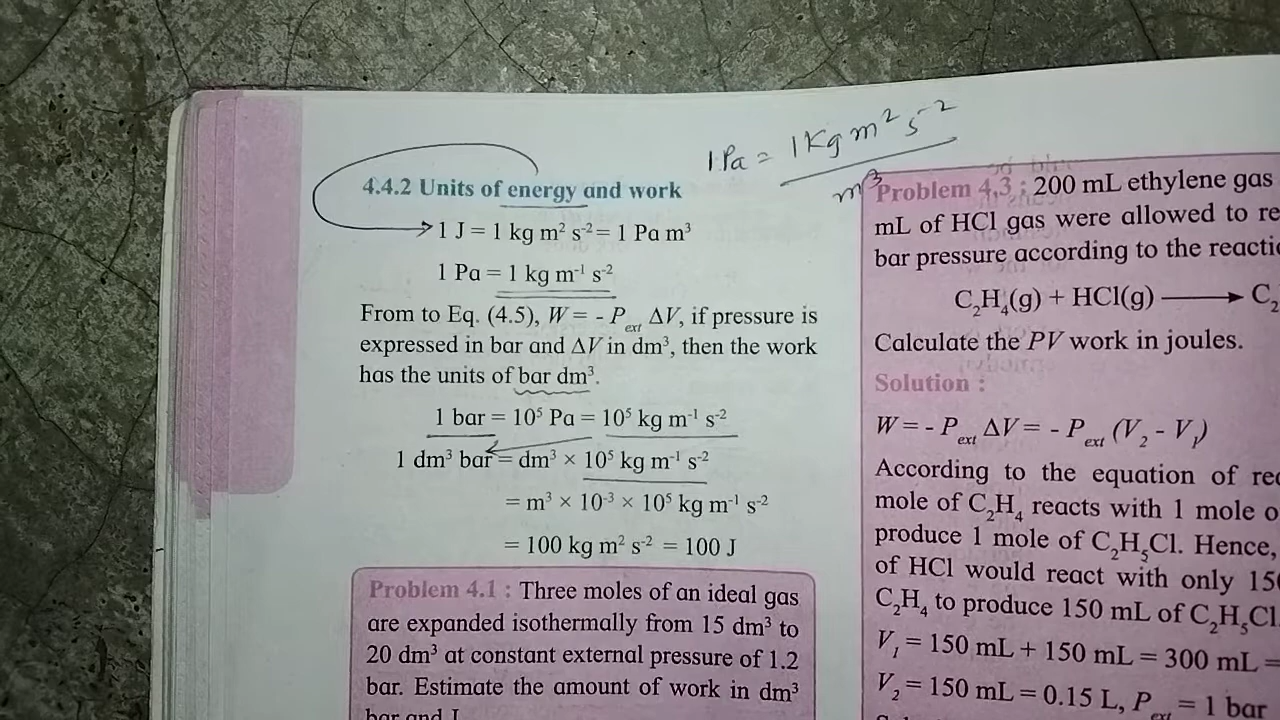 1 Pa = 1 Kg m² s⁻² / m³
4.4.2 Units of energy and work
1 J = 1 kg m² s⁻² = 1 Pa m³
1 Pa = 1 kg m⁻¹ s⁻²
From to Eq. (4.5), W = - P_ext ΔV, if pressure is
expressed in bar and ΔV in dm³, then the work
has the units of bar dm³.
1 bar = 10⁵ Pa = 10⁵ kg m⁻¹ s⁻²
1 dm³ bar = dm³ × 10⁵ kg m⁻¹ s⁻²
= m³ × 10⁻³ × 10⁵ kg m⁻¹ s⁻²
= 100 kg m² s⁻² = 100 J
Problem 4.1 : Three moles of an ideal gas
are expanded isothermally from 15 dm³ to
20 dm³ at constant external pressure of 1.2
bar. Estimate the amount of work in dm³
bar and J.
Problem 4.3 : 200 mL ethylene gas
mL of HCl gas were allowed to re
bar pressure according to the reactio
C₂H₄(g) + HCl(g) ⟶ C₂
Calculate the PV work in joules.
Solution :
W = - P_ext ΔV = - P_ext (V₂ - V₁)
According to the equation of rea
mole of C₂H₄ reacts with 1 mole o
produce 1 mole of C₂H₅Cl. Hence,
of HCl would react with only 150
C₂H₄ to produce 150 mL of C₂H₅Cl.
V₁ = 150 mL + 150 mL = 300 mL =
V₂ = 150 mL = 0.15 L, P_ext = 1 bar